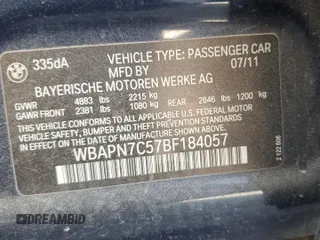 335dA
VEHICLE TYPE: PASSENGER CAR
MFD IN GERMANY BY
07/11
BAYERISCHE MOTOREN WERKE AG
GVWR 4883 lbs 2215 kg
GAWR FRONT 2381 lbs 1080 kg REAR 2646 lbs 1200 kg
THIS VEHICLE CONFORMS TO ALL APPLICABLE U.S. FEDERAL MOTOR
VEHICLE SAFETY, BUMPER, AND THEFT PREVENTION STANDARDS IN
EFFECT ON THE DATE OF MANUFACTURE SHOWN ABOVE.
WBAPN7C57BF184057
DREAMBID